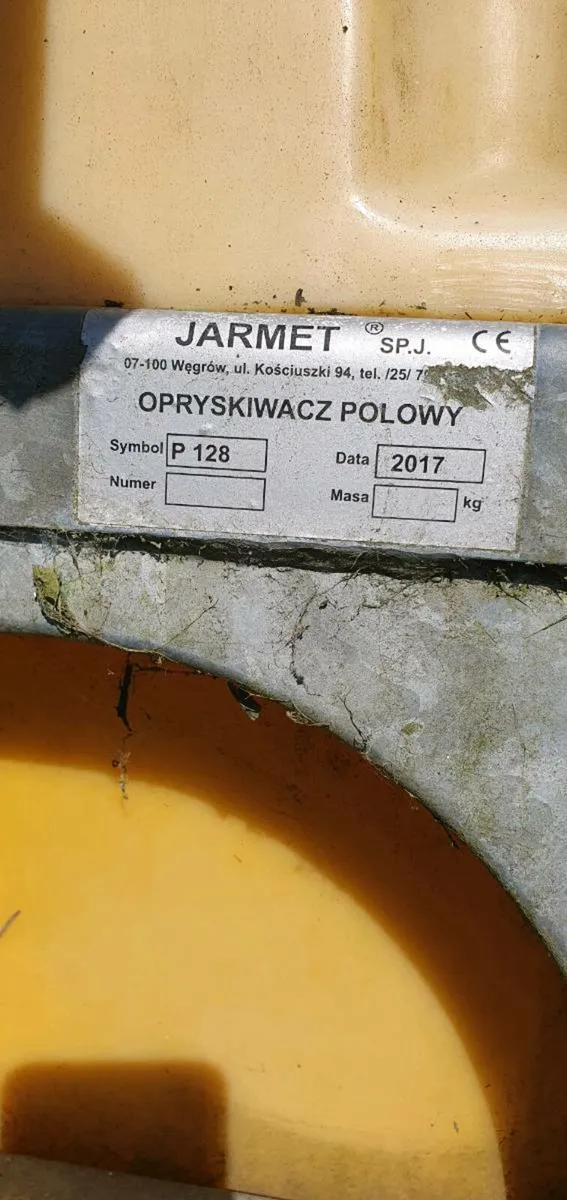 JARMET ® SP.J. CE
07-100 Węgrów, ul. Kościuszki 94, tel. /25/
OPRYSKIWACZ POLOWY
Symbol P 128 Data 2017
Numer Masa kg